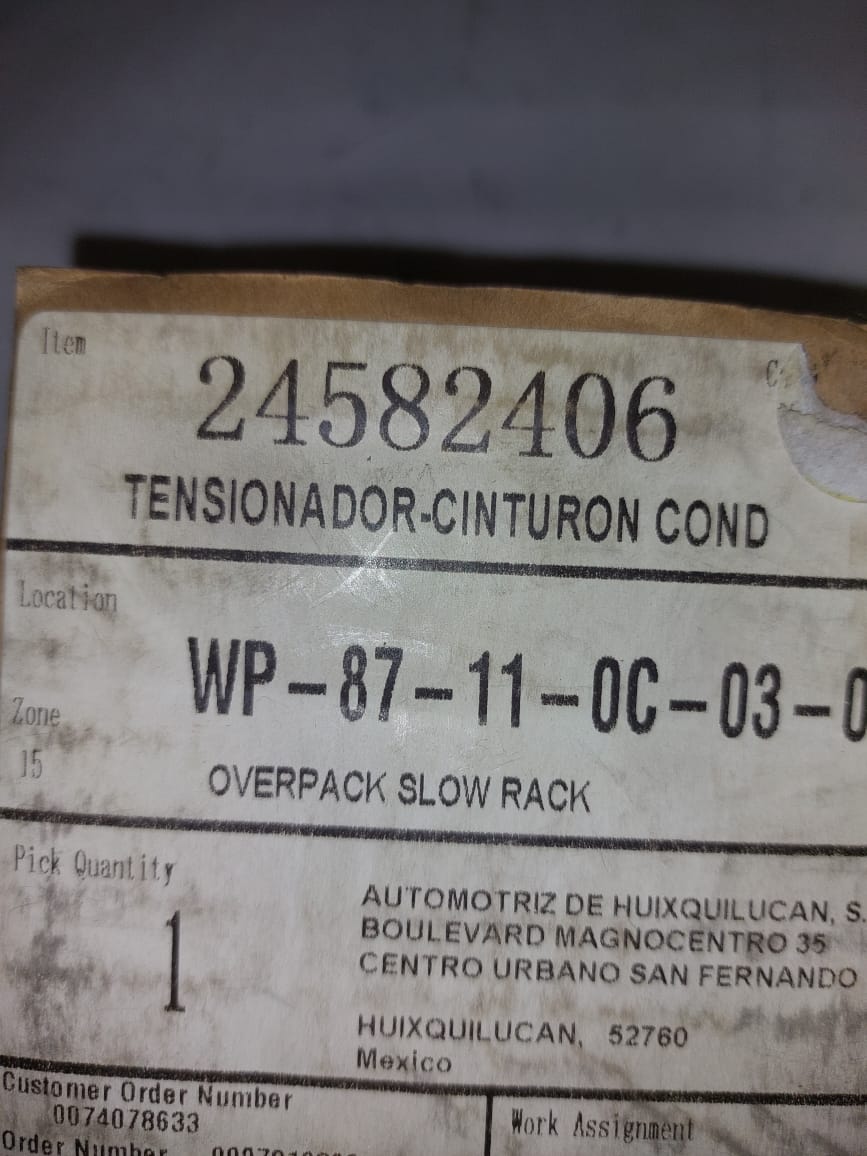 Item
24582406
TENSIONADOR-CINTURON COND
Location
WP-87-11-0C-03-0
Zone
15
OVERPACK SLOW RACK
Pick Quantity
1
AUTOMOTRIZ DE HUIXQUILUCAN, S.
BOULEVARD MAGNOCENTRO 35
CENTRO URBANO SAN FERNANDO
HUIXQUILUCAN, 52760
Mexico
Customer Order Number
0074078633
Work Assignment
Order Number